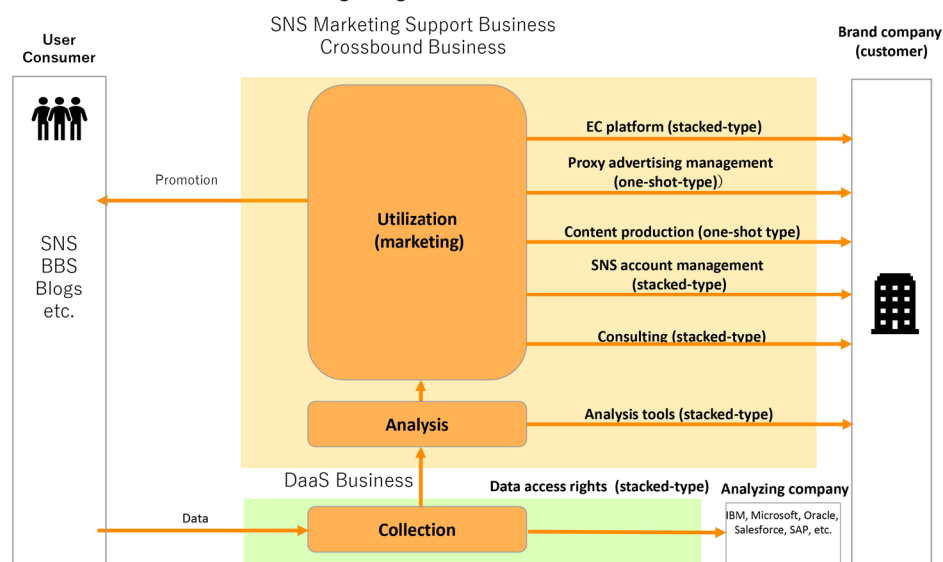 SNS Marketing Support Business
Crossbound Business
User
Consumer
Brand company
(customer)
EC platform (stacked-type)
Proxy advertising management
(one-shot-type)）
Promotion
Utilization
(marketing)
Content production (one-shot type)
SNS
BBS
Blogs
etc.
SNS account management
(stacked-type)
Consulting (stacked-type)
Analysis
Analysis tools (stacked-type)
DaaS Business
Data access rights (stacked-type)
Analyzing company
Data
Collection
IBM, Microsoft, Oracle,
Salesforce, SAP, etc.